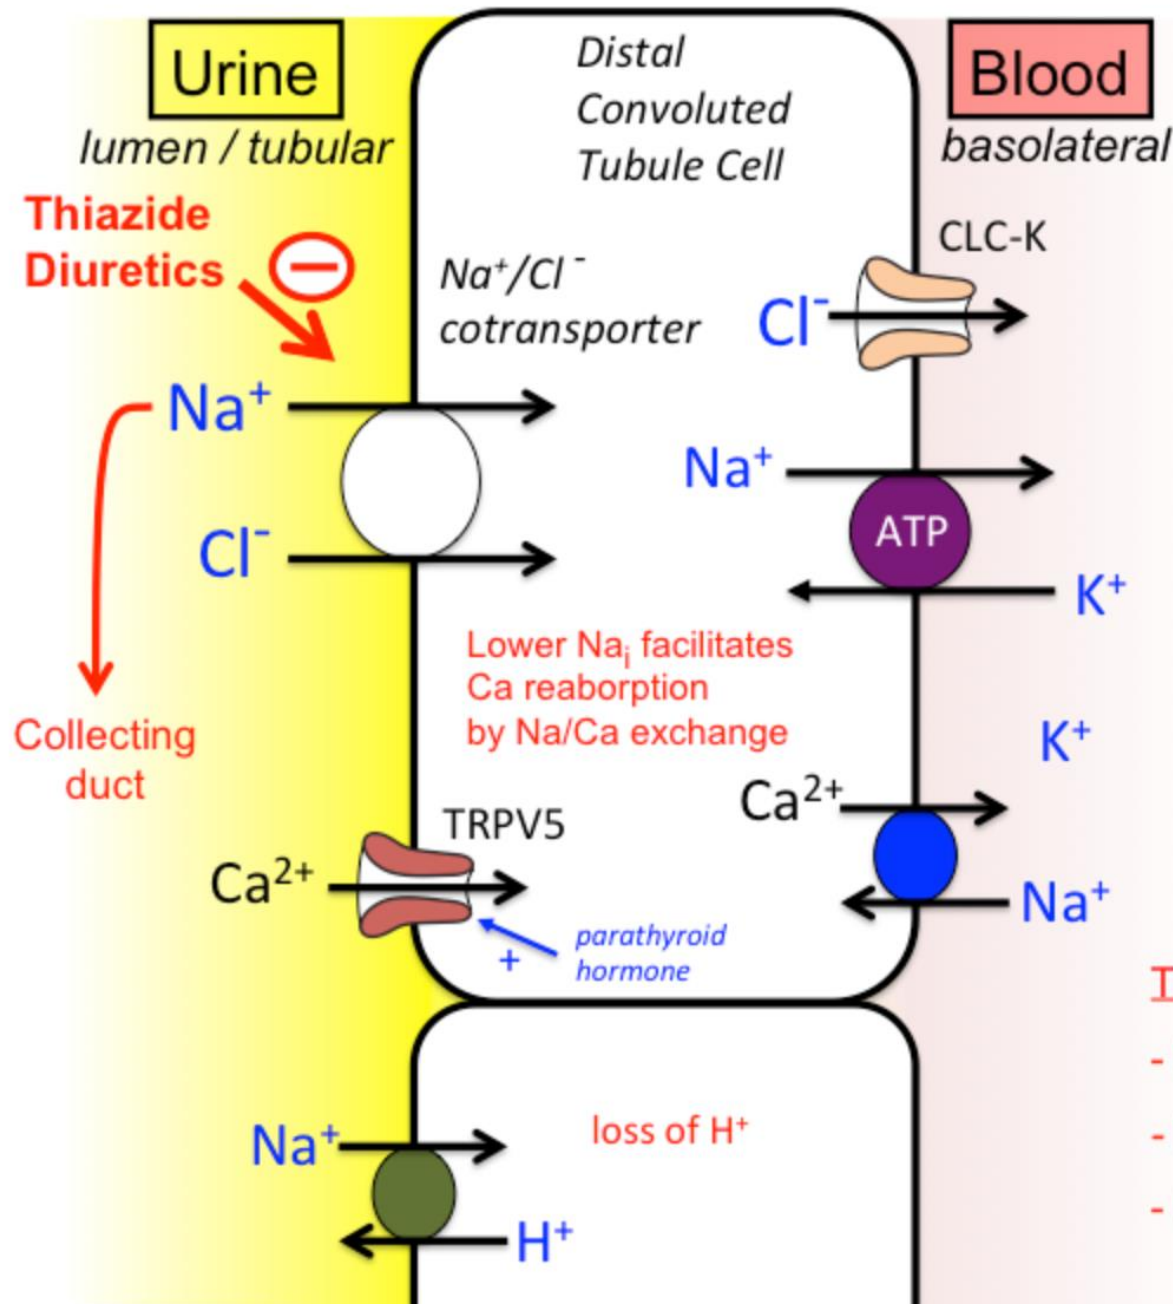 Urine
lumen / tubular
Distal
Convoluted
Tubule Cell
Blood
basolateral
Thiazide
Diuretics
Na⁺/Cl⁻
cotransporter
CLC-K
Cl⁻
Na⁺
Na⁺
ATP
Cl⁻
K⁺
Lower Naᵢ facilitates
Ca reaborption
by Na/Ca exchange
Collecting
duct
K⁺
Ca²⁺
TRPV5
Ca²⁺
Na⁺
+
parathyroid
hormone
loss of H⁺
Na⁺
H⁺